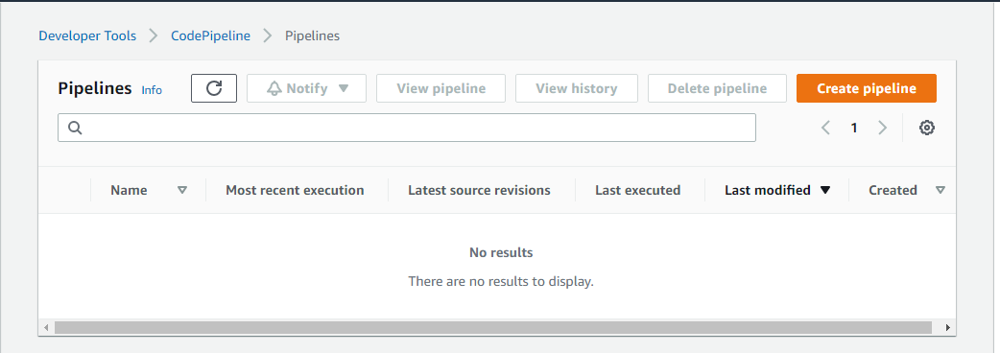 Developer Tools CodePipeline Pipelines
Pipelines Info Notify View pipeline View history Delete pipeline Create pipeline
1
Name Most recent execution Latest source revisions Last executed Last modified Created
No results
There are no results to display.